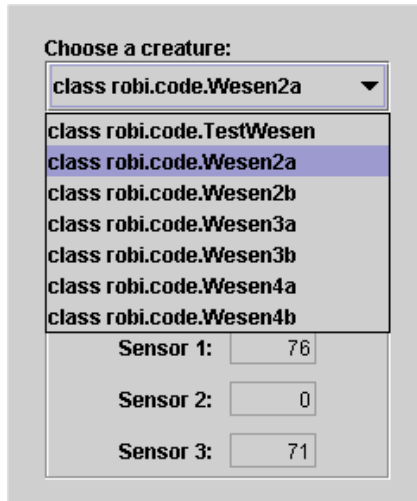 Choose a creature:
class robi.code.Wesen2a
class robi.code.TestWesen
class robi.code.Wesen2a
class robi.code.Wesen2b
class robi.code.Wesen3a
class robi.code.Wesen3b
class robi.code.Wesen4a
class robi.code.Wesen4b
Sensor 1: 76
Sensor 2: 0
Sensor 3: 71